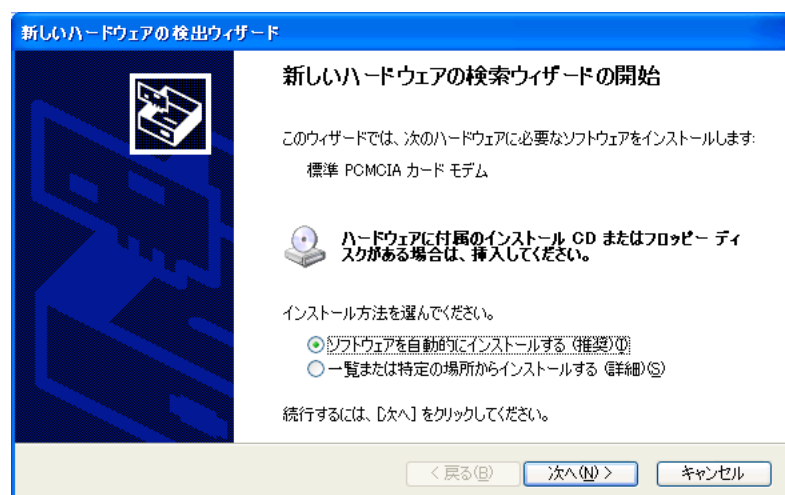 新しいハードウェアの検出ウィザード
新しいハードウェアの検索ウィザードの開始
このウィザードでは、次のハードウェアに必要なソフトウェアをインストールします:
標準 PCMCIA カード モデム
ハードウェアに付属のインストール CD またはフロッピー ディ
スクがある場合は、挿入してください。
インストール方法を選んでください。
ソフトウェアを自動的にインストールする (推奨)(I)
一覧または特定の場所からインストールする (詳細)(S)
続行するには、[次へ] をクリックしてください。
< 戻る(B) 次へ(N) > キャンセル